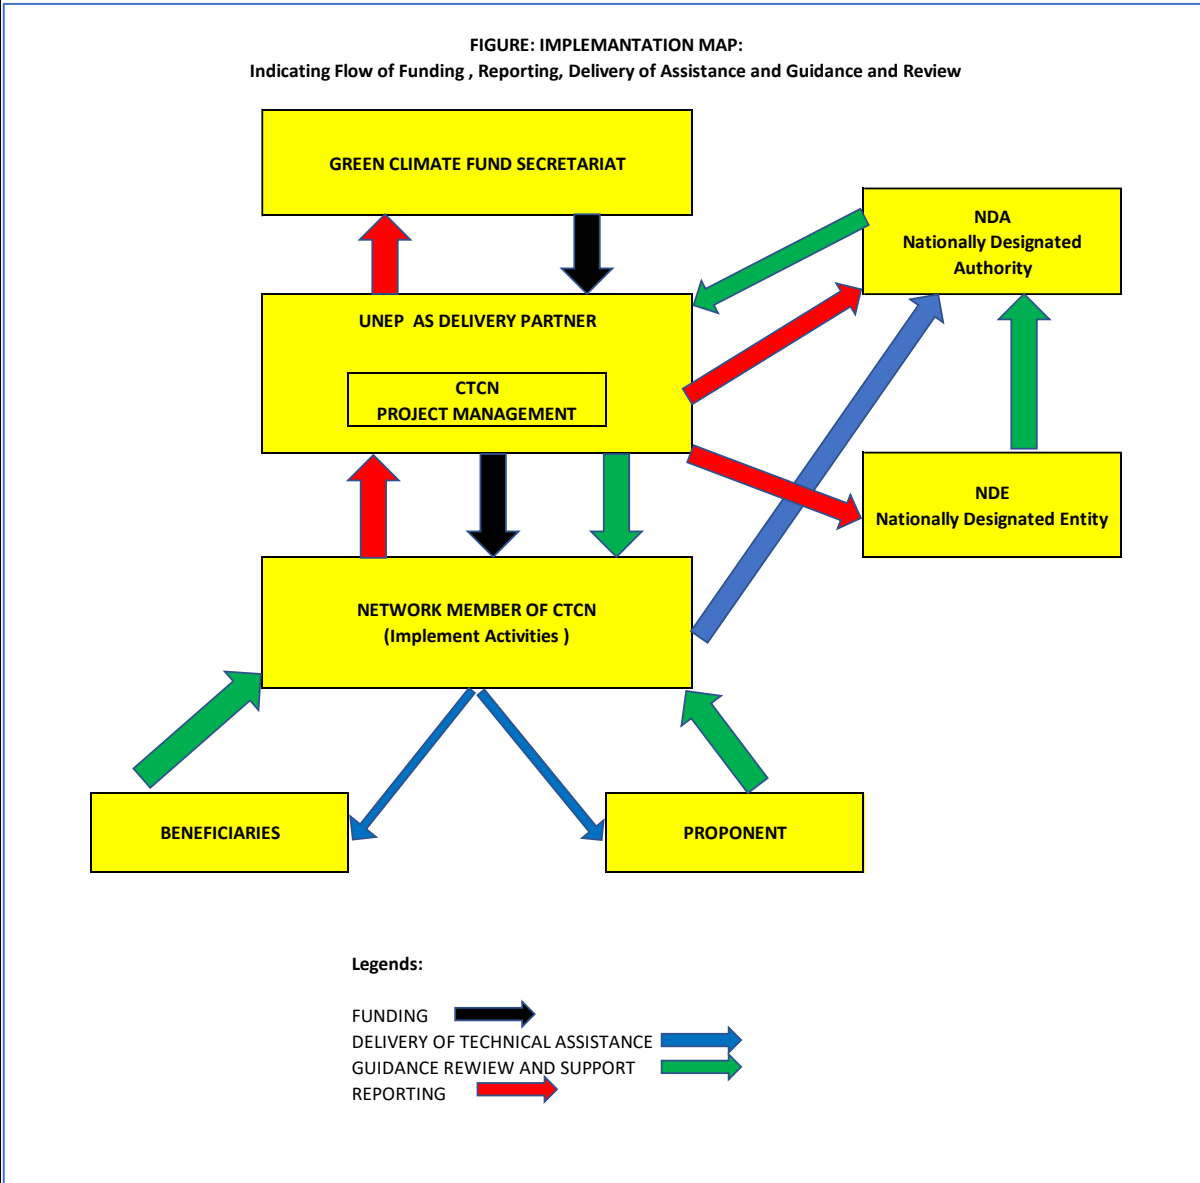 FIGURE: IMPLEMANTATION MAP:
Indicating Flow of Funding , Reporting, Delivery of Assistance and Guidance and Review
GREEN CLIMATE FUND SECRETARIAT
NDA
Nationally Designated
Authority
UNEP AS DELIVERY PARTNER
CTCN
PROJECT MANAGEMENT
NDE
Nationally Designated Entity
NETWORK MEMBER OF CTCN
(Implement Activities )
BENEFICIARIES
PROPONENT
Legends:
FUNDING
DELIVERY OF TECHNICAL ASSISTANCE
GUIDANCE REWIEW AND SUPPORT
REPORTING